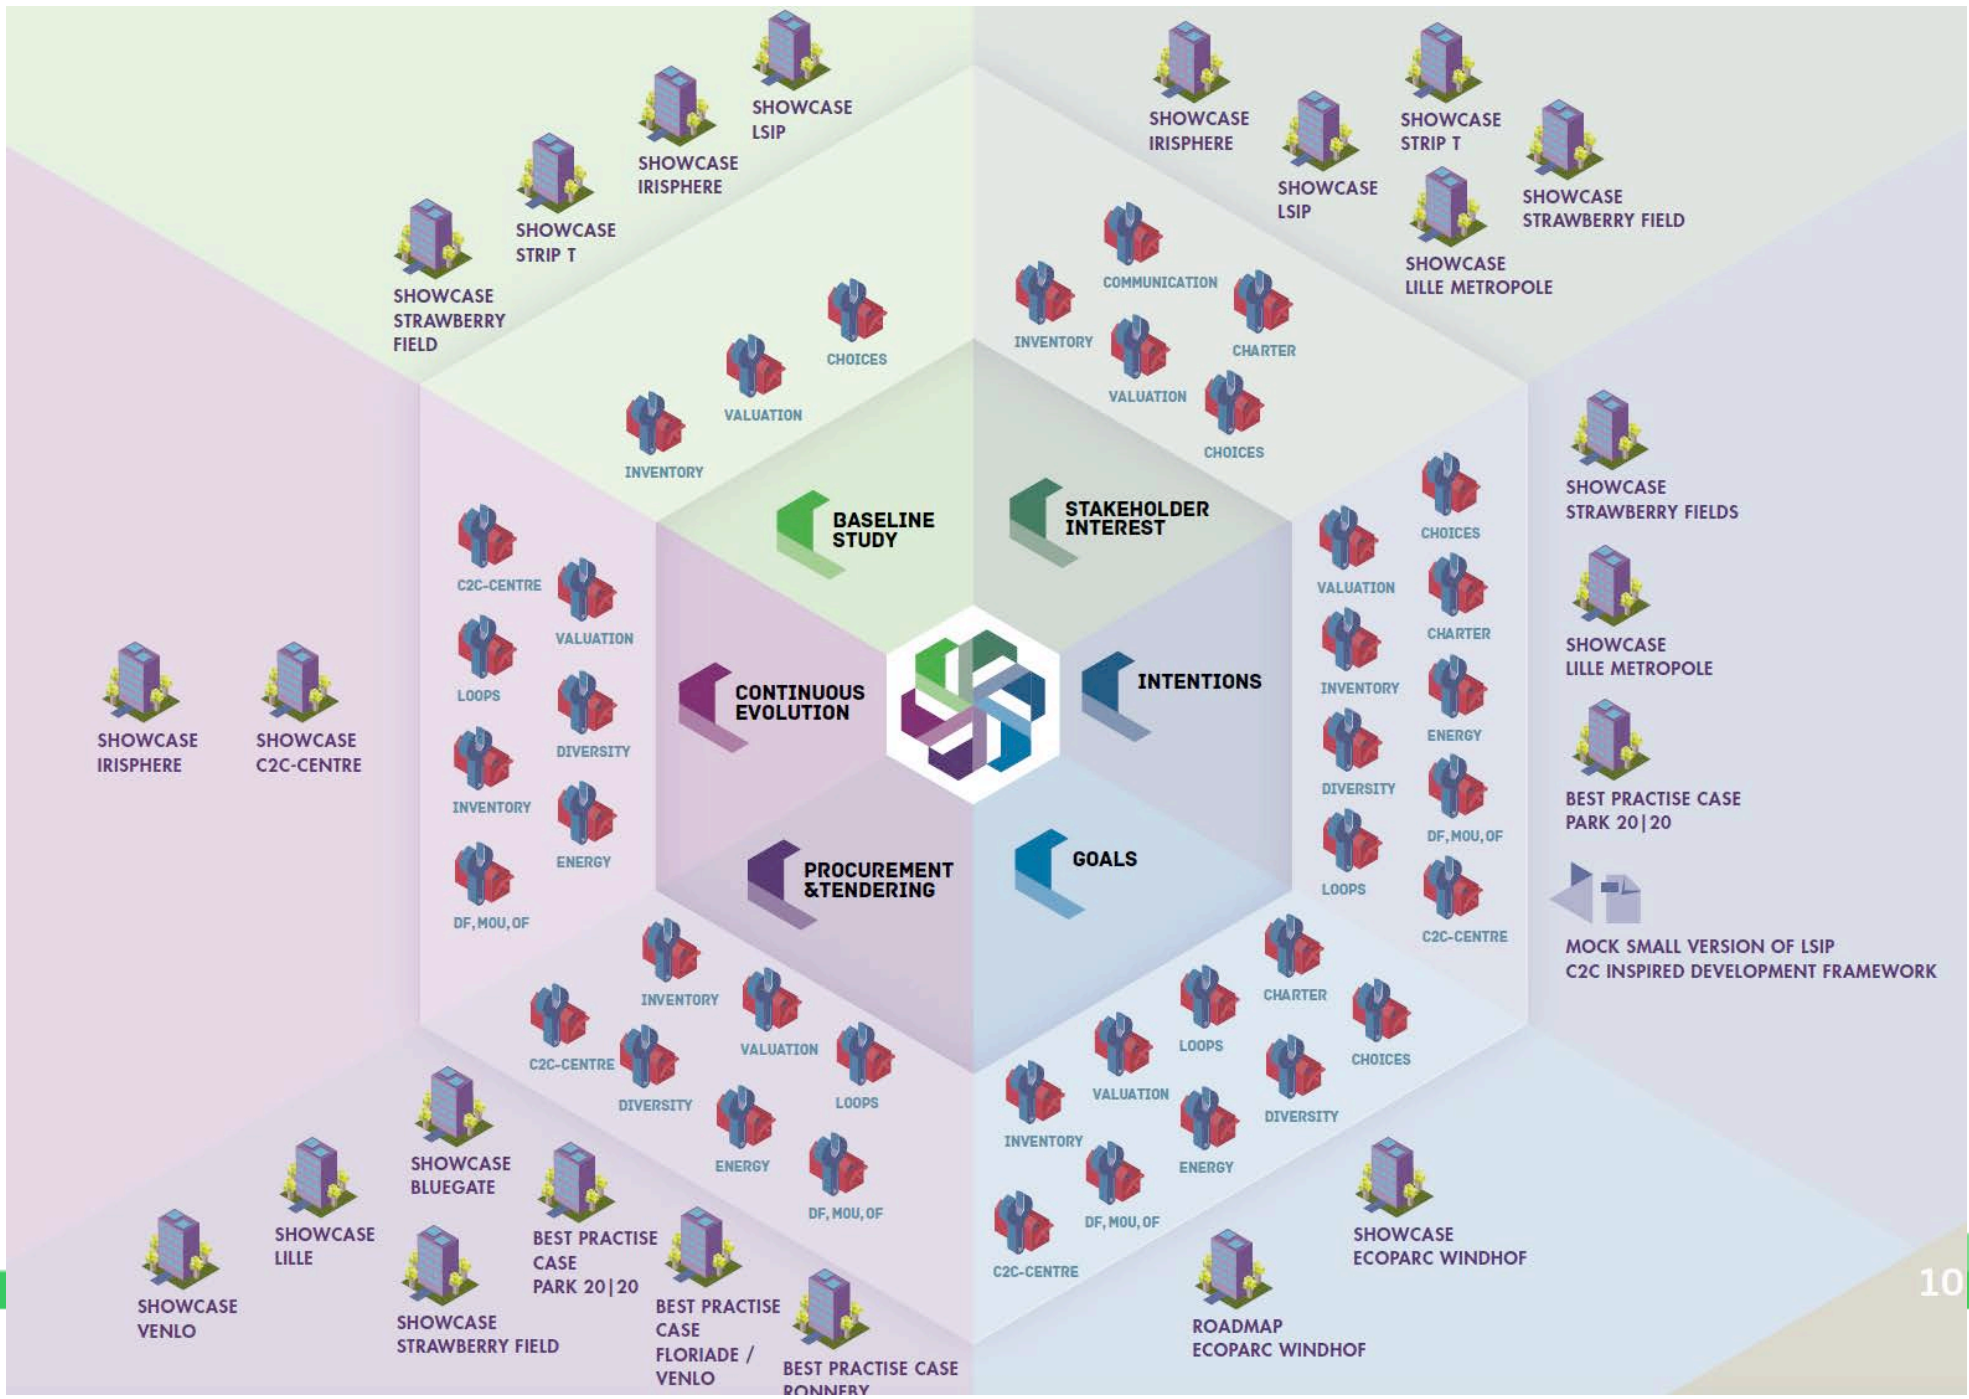 SHOWCASE
LSIP
SHOWCASE
IRISPHERE
SHOWCASE
STRIP T
SHOWCASE
STRAWBERRY
FIELD
CHOICES
VALUATION
INVENTORY
BASELINE
STUDY
SHOWCASE
IRISPHERE
SHOWCASE
STRIP T
SHOWCASE
LSIP
SHOWCASE
STRAWBERRY FIELD
SHOWCASE
LILLE METROPOLE
COMMUNICATION
INVENTORY
CHARTER
VALUATION
CHOICES
STAKEHOLDER
INTEREST
SHOWCASE
STRAWBERRY FIELDS
SHOWCASE
LILLE METROPOLE
BEST PRACTISE CASE
PARK 20|20
MOCK SMALL VERSION OF LSIP
C2C INSPIRED DEVELOPMENT FRAMEWORK
CHOICES
VALUATION
CHARTER
INVENTORY
ENERGY
DIVERSITY
DF, MOU, OF
LOOPS
C2C-CENTRE
INTENTIONS
GOALS
CHARTER
LOOPS
CHOICES
VALUATION
DIVERSITY
INVENTORY
ENERGY
DF, MOU, OF
C2C-CENTRE
SHOWCASE
ECOPARC WINDHOF
ROADMAP
ECOPARC WINDHOF
10
PROCUREMENT
&TENDERING
INVENTORY
VALUATION
C2C-CENTRE
LOOPS
DIVERSITY
ENERGY
DF, MOU, OF
SHOWCASE
BLUEGATE
SHOWCASE
LILLE
BEST PRACTISE
CASE
PARK 20|20
SHOWCASE
VENLO
SHOWCASE
STRAWBERRY FIELD
BEST PRACTISE
CASE
FLORIADE /
VENLO
BEST PRACTISE CASE
RONNEBY
CONTINUOUS
EVOLUTION
C2C-CENTRE
VALUATION
LOOPS
DIVERSITY
INVENTORY
ENERGY
DF, MOU, OF
SHOWCASE
IRISPHERE
SHOWCASE
C2C-CENTRE